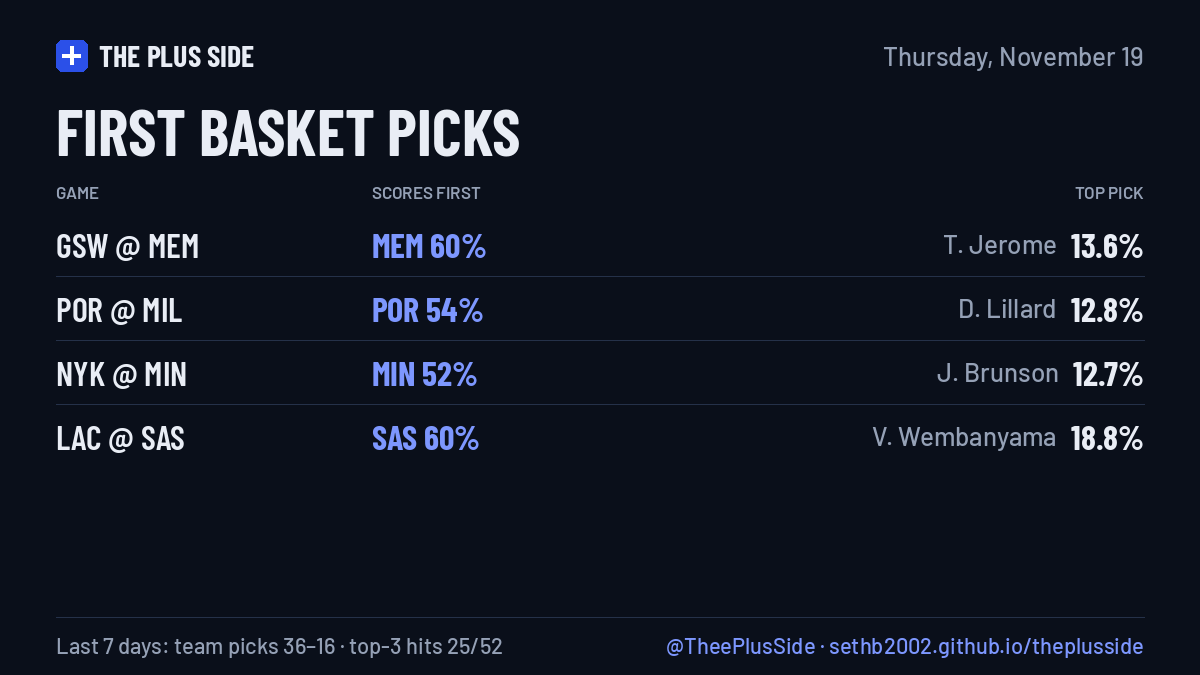 THE PLUS SIDE Thursday, November 19
FIRST BASKET PICKS
GAME SCORES FIRST TOP PICK
GSW @ MEM MEM 60% T. Jerome 13.6%
POR @ MIL POR 54% D. Lillard 12.8%
NYK @ MIN MIN 52% J. Brunson 12.7%
LAC @ SAS SAS 60% V. Wembanyama 18.8%
Last 7 days: team picks 36–16 · top-3 hits 25/52 @TheePlusSide · sethb2002.github.io/theplusside